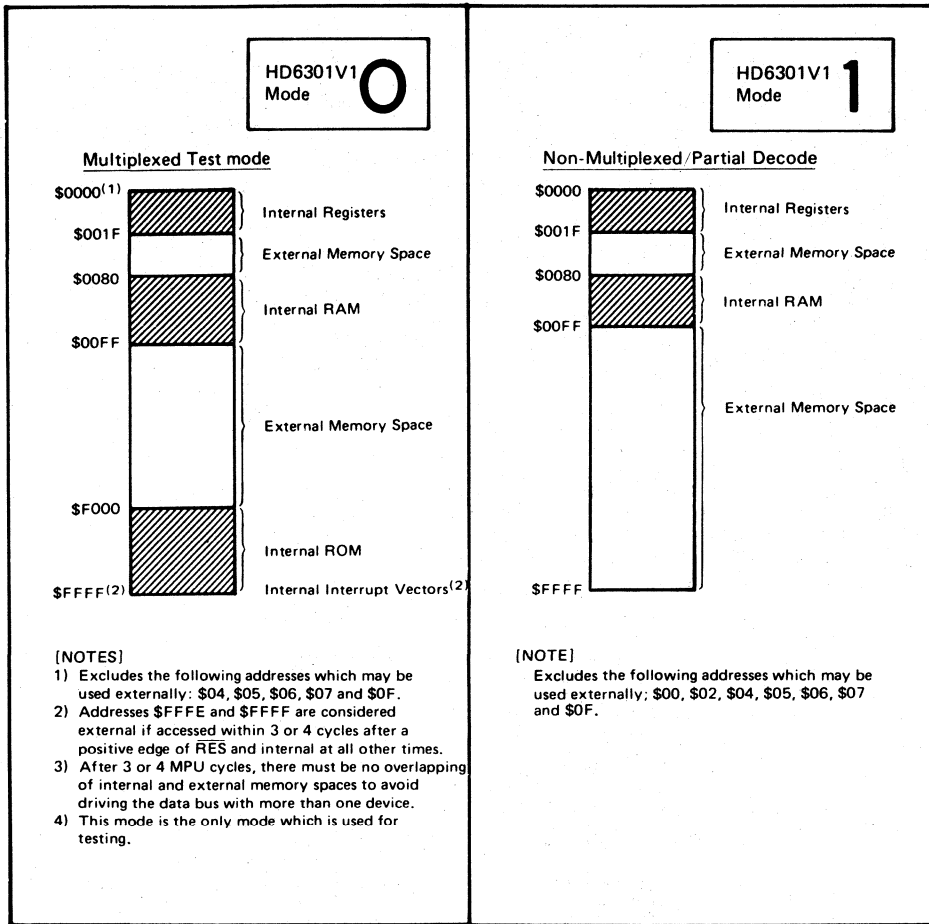 HD6301V1
Mode 0
Multiplexed Test mode
$0000(1)
Internal Registers
$001F
External Memory Space
$0080
Internal RAM
$00FF
External Memory Space
$F000
Internal ROM
$FFFF(2)
Internal Interrupt Vectors(2)
[NOTES]
1) Excludes the following addresses which may be
used externally: $04, $05, $06, $07 and $0F.
2) Addresses $FFFE and $FFFF are considered
external if accessed within 3 or 4 cycles after a
positive edge of R̅E̅S̅ and internal at all other times.
3) After 3 or 4 MPU cycles, there must be no overlapping
of internal and external memory spaces to avoid
driving the data bus with more than one device.
4) This mode is the only mode which is used for
testing.
HD6301V1
Mode 1
Non-Multiplexed/Partial Decode
$0000
Internal Registers
$001F
External Memory Space
$0080
Internal RAM
$00FF
External Memory Space
$FFFF
[NOTE]
Excludes the following addresses which may be
used externally; $00, $02, $04, $05, $06, $07
and $0F.